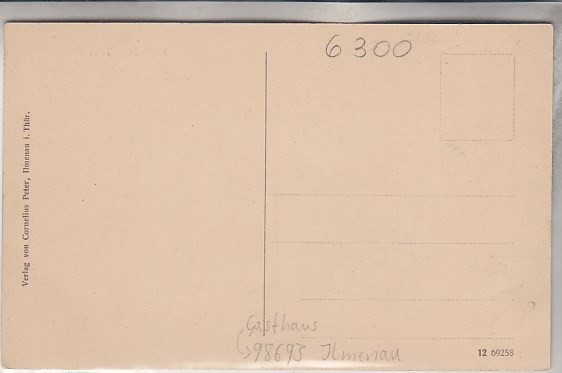 6300
Verlag von Cornelius Peter, Ilmenau i. Thür.
Gasthaus
98693 Ilmenau
12 69258